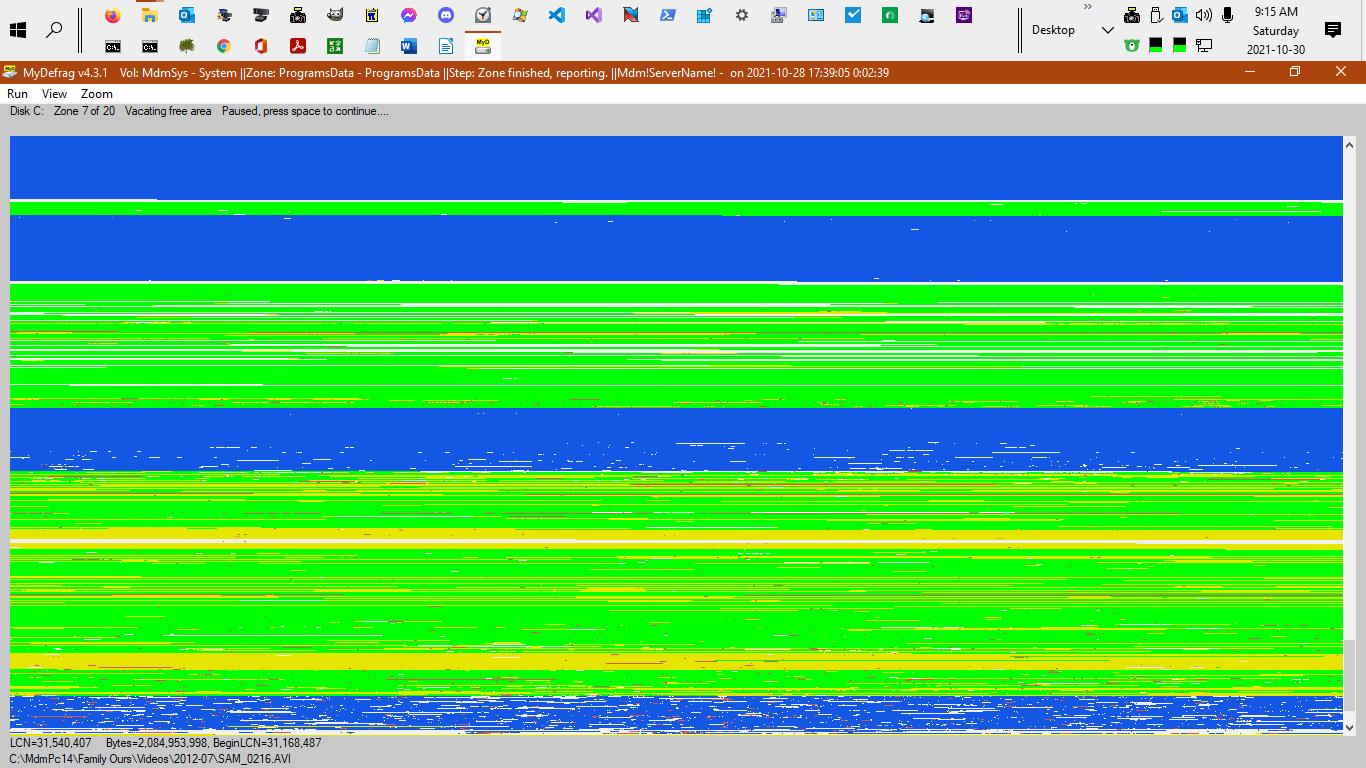 9:15 AM
Desktop
Saturday
2021-10-30
MyD
MyDefrag v4.3.1 Vol: MdmSys - System ||Zone: ProgramsData - ProgramsData ||Step: Zone finished, reporting. ||Mdm!ServerName! - on 2021-10-28 17:39:05 0:02:39
Run View Zoom
Disk C: Zone 7 of 20 Vacating free area Paused, press space to continue....
LCN=31,540,407 Bytes=2,084,953,998, BeginLCN=31,168,487
C:\MdmPc14\Family Ours\Videos\2012-07\SAM_0216.AVI